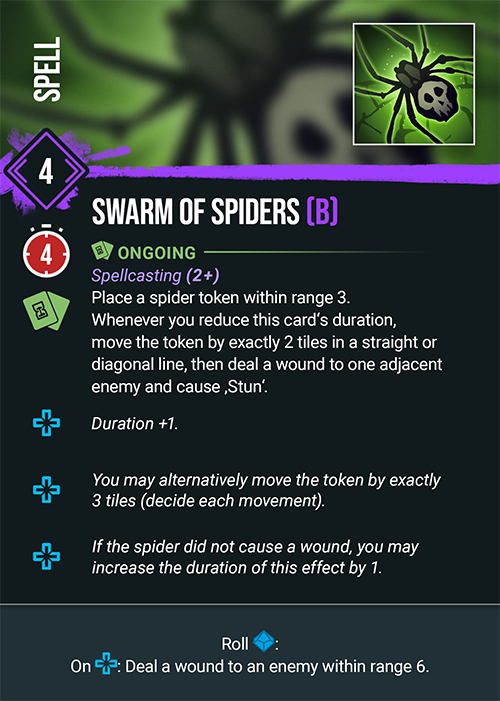 SPELL
4
SWARM OF SPIDERS (B)
4
ONGOING
Spellcasting (2+)
Place a spider token within range 3.
Whenever you reduce this card‘s duration,
move the token by exactly 2 tiles in a straight or
diagonal line, then deal a wound to one adjacent
enemy and cause ‚Stun‘.
Duration +1.
You may alternatively move the token by exactly
3 tiles (decide each movement).
If the spider did not cause a wound, you may
increase the duration of this effect by 1.
Roll :
On : Deal a wound to an enemy within range 6.